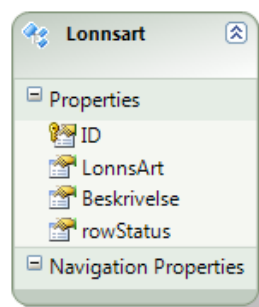 Lonnsart
Properties
ID
LonnsArt
Beskrivelse
rowStatus
Navigation Properties